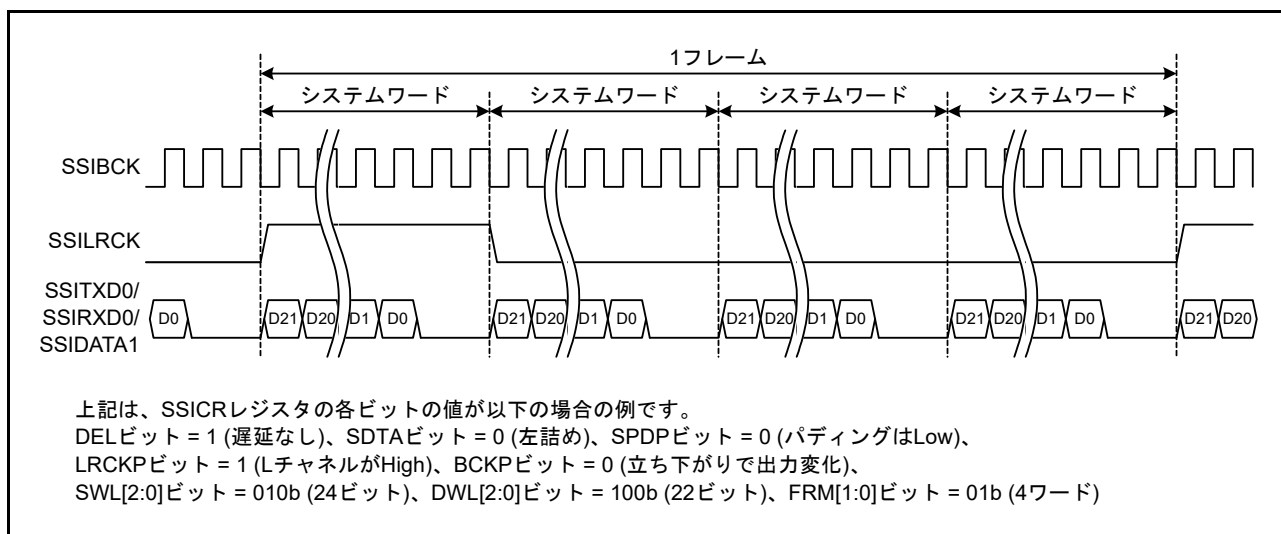 1フレーム
システムワード システムワード システムワード システムワード
SSIBCK
SSILRCK
SSITXD0/
SSIRXD0/
SSIDATA1
D0 D21 D20 D1 D0 D21 D20 D1 D0 D21 D20 D1 D0 D21 D20 D1 D0 D21 D20
上記は、SSICRレジスタの各ビットの値が以下の場合の例です。
DELビット = 1 (遅延なし)、SDTAビット = 0 (左詰め)、SPDPビット = 0 (パディングはLow)、
LRCKPビット = 1 (LチャネルがHigh)、BCKPビット = 0 (立ち下がりで出力変化)、
SWL[2:0]ビット = 010b (24ビット)、DWL[2:0]ビット = 100b (22ビット)、FRM[1:0]ビット = 01b (4ワード)